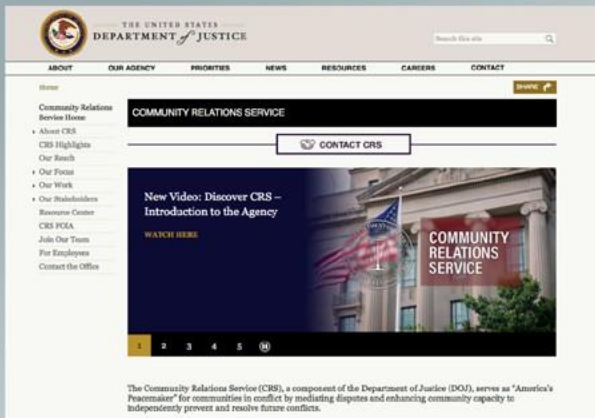 THE UNITED STATES
DEPARTMENT of JUSTICE
Search this site
ABOUT OUR AGENCY PRIORITIES NEWS RESOURCES CAREERS CONTACT
Home
SHARE
Community Relations
Service Home
About CRS
CRS Highlights
Our Reach
Our Focus
Our Work
Our Stakeholders
Resource Center
CRS FOIA
Join Our Team
For Employees
Contact the Office
COMMUNITY RELATIONS SERVICE
CONTACT CRS
New Video: Discover CRS –
Introduction to the Agency
WATCH HERE
COMMUNITY
RELATIONS
SERVICE
1 2 3 4 5
The Community Relations Service (CRS), a component of the Department of Justice (DOJ), serves as "America's
Peacemaker" for communities in conflict by mediating disputes and enhancing community capacity to
independently prevent and resolve future conflicts.